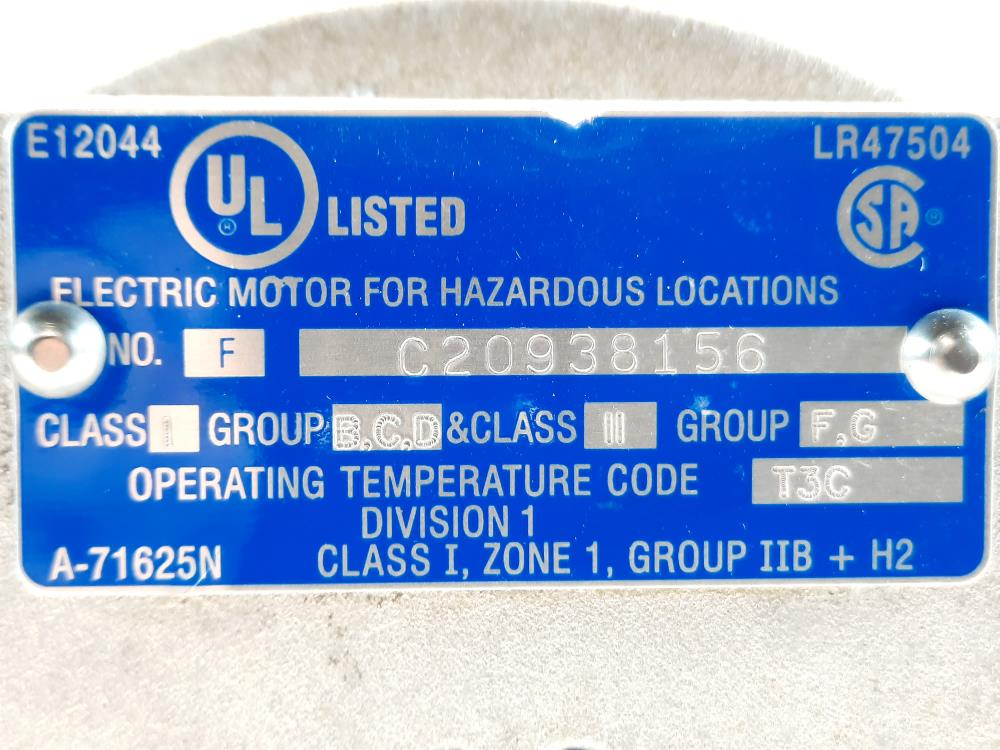 E12044 UL ® LISTED LR47504
SA ®
ELECTRIC MOTOR FOR HAZARDOUS LOCATIONS
NO. F C20938156
CLASS I GROUP B,C,D & CLASS II GROUP F,G
OPERATING TEMPERATURE CODE T3C
DIVISION 1
A-71625N CLASS I, ZONE 1, GROUP IIB + H2